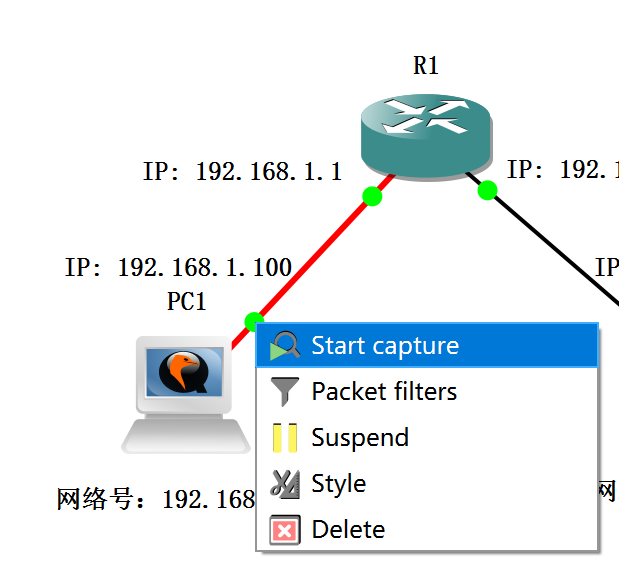 R1
IP: 192.168.1.1
IP: 192.1
IP: 192.168.1.100
IP
PC1
Start capture
Packet filters
Suspend
Style
Delete
网络号: 192.168
网